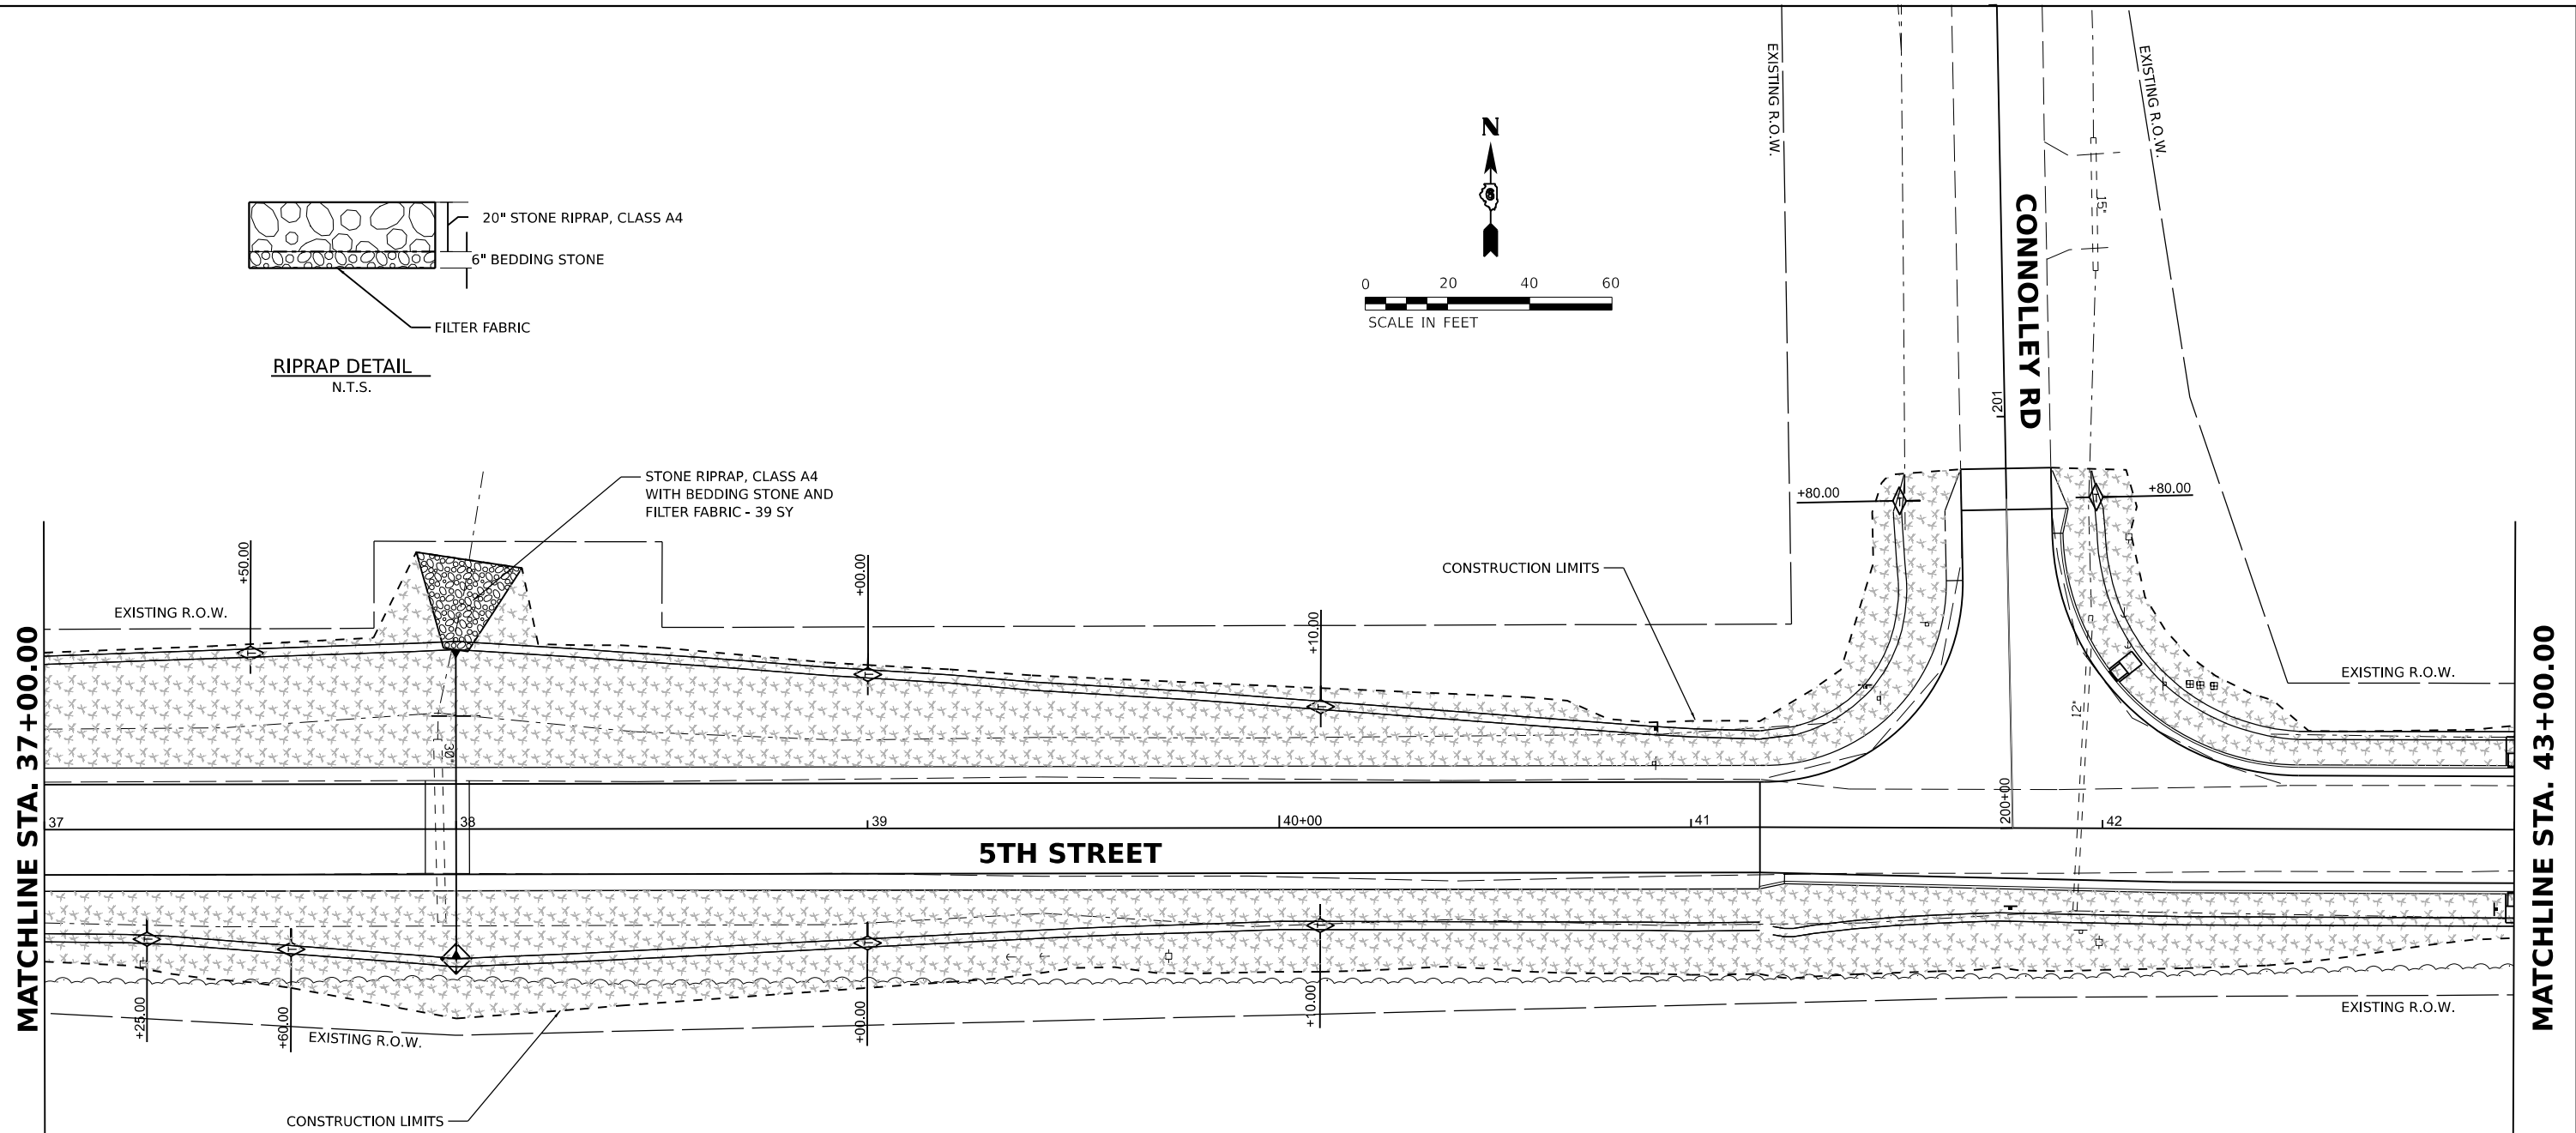 EXISTING R.O.W.
EXISTING R.O.W.
N
0 20 40 60
SCALE IN FEET
20" STONE RIPRAP, CLASS A4
6" BEDDING STONE
FILTER FABRIC
RIPRAP DETAIL
N.T.S.
15"
CONNOLLEY RD
201
STONE RIPRAP, CLASS A4
WITH BEDDING STONE AND
FILTER FABRIC - 39 SY
+80.00
+80.00
+50.00
+00.00
+10.00
CONSTRUCTION LIMITS
EXISTING R.O.W.
EXISTING R.O.W.
MATCHLINE STA. 37+00.00
MATCHLINE STA. 43+00.00
30"
12"
200+00
37
38
39
40+00
41
42
5TH STREET
+25.00
+60.00
+00.00
+10.00
EXISTING R.O.W.
EXISTING R.O.W.
CONSTRUCTION LIMITS